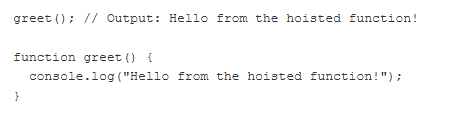 greet(); // Output: Hello from the hoisted function!
function greet() {
  console.log("Hello from the hoisted function!");
}